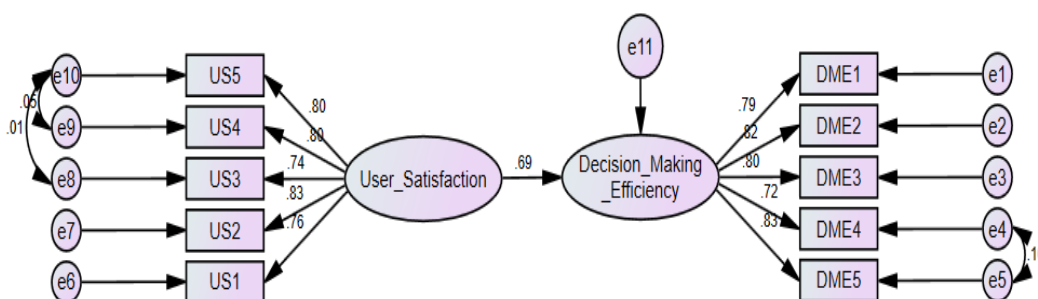 e11
e10
US5
DME1
e1
.80
.79
.05
e9
US4
.80
.82
DME2
e2
.01
.74
.80
e8
US3
User_Satisfaction
.69
Decision_Making
_Efficiency
DME3
e3
.83
.72
e7
US2
.76
.83
DME4
e4
e6
US1
DME5
e5